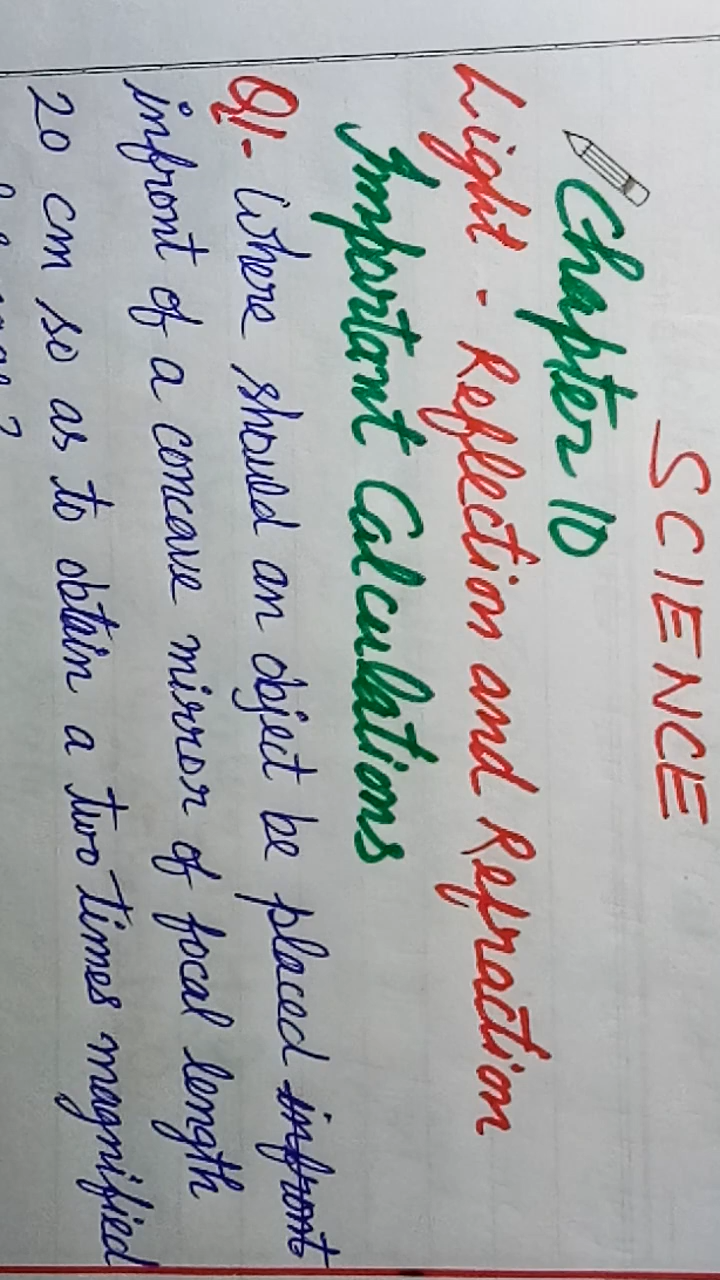 SCIENCE
Chapter 10
Light - Reflection and Refraction
Important Calculations
Q1- Where should an object be placed infront
infront of a concave mirror of focal length
20 cm so as to obtain a two times magnified